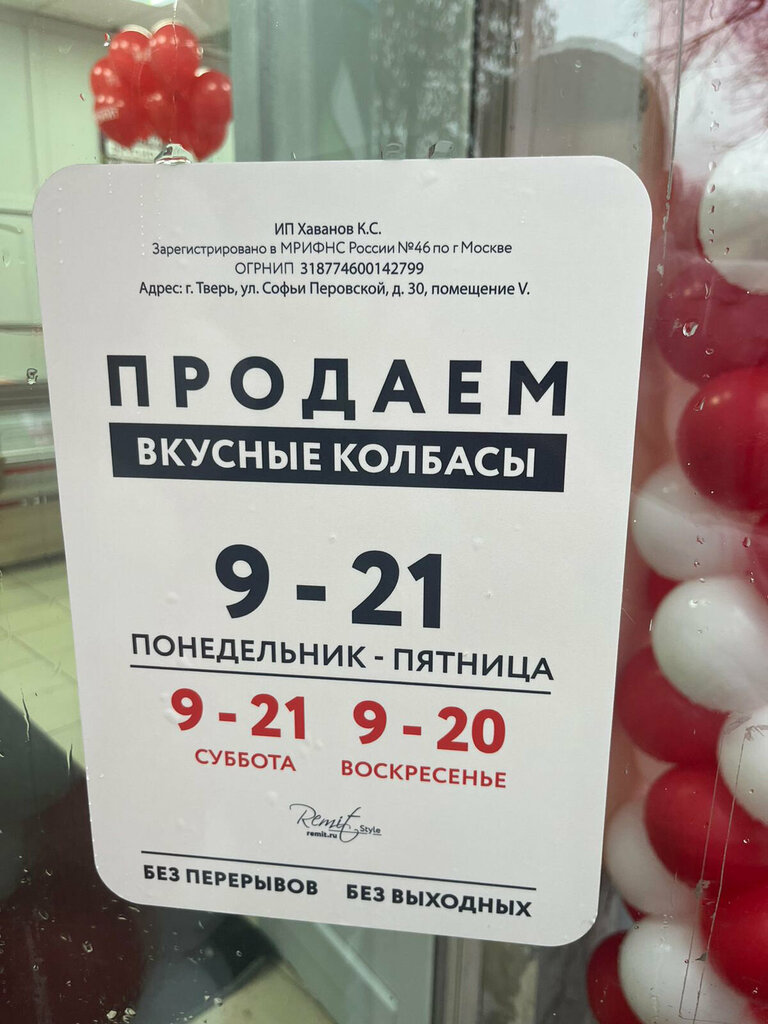 ИП Хаванов К.С.
Зарегистрировано в МРИФНС России №46 по г Москве
ОГРНИП 318774600142799
Адрес: г. Тверь, ул. Софьи Перовской, д. 30, помещение V.
ПРОДАЕМ
ВКУСНЫЕ КОЛБАСЫ
9 - 21
ПОНЕДЕЛЬНИК - ПЯТНИЦА
9 - 21 9 - 20
СУББОТА ВОСКРЕСЕНЬЕ
Remit Style
remit.ru
БЕЗ ПЕРЕРЫВОВ БЕЗ ВЫХОДНЫХ